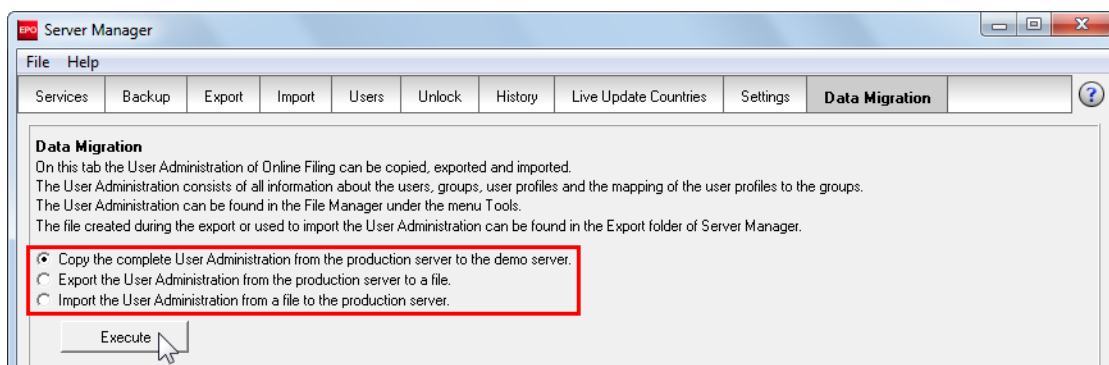 EPO Server Manager
File Help
Services Backup Export Import Users Unlock History Live Update Countries Settings Data Migration ?
Data Migration
On this tab the User Administration of Online Filing can be copied, exported and imported.
The User Administration consists of all information about the users, groups, user profiles and the mapping of the user profiles to the groups.
The User Administration can be found in the File Manager under the menu Tools.
The file created during the export or used to import the User Administration can be found in the Export folder of Server Manager.
Copy the complete User Administration from the production server to the demo server.
Export the User Administration from the production server to a file.
Import the User Administration from a file to the production server.
Execute